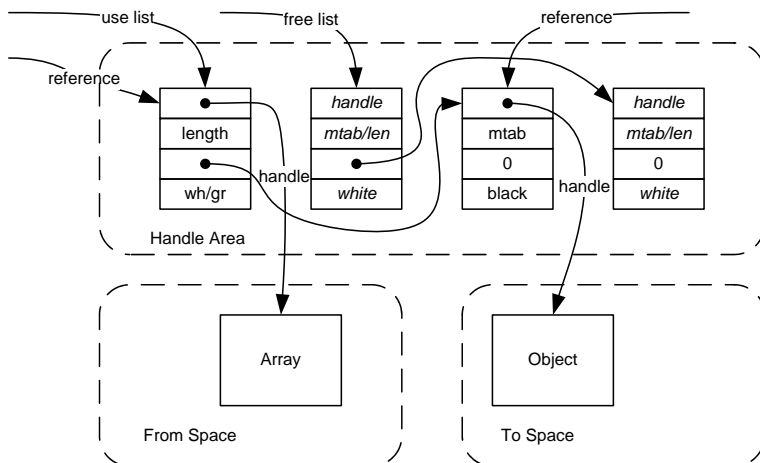 use list
free list
reference
reference
handle
length
wh/gr
handle
handle
mtab/len
white
mtab
0
black
handle
handle
mtab/len
0
white
Handle Area
Array
From Space
Object
To Space